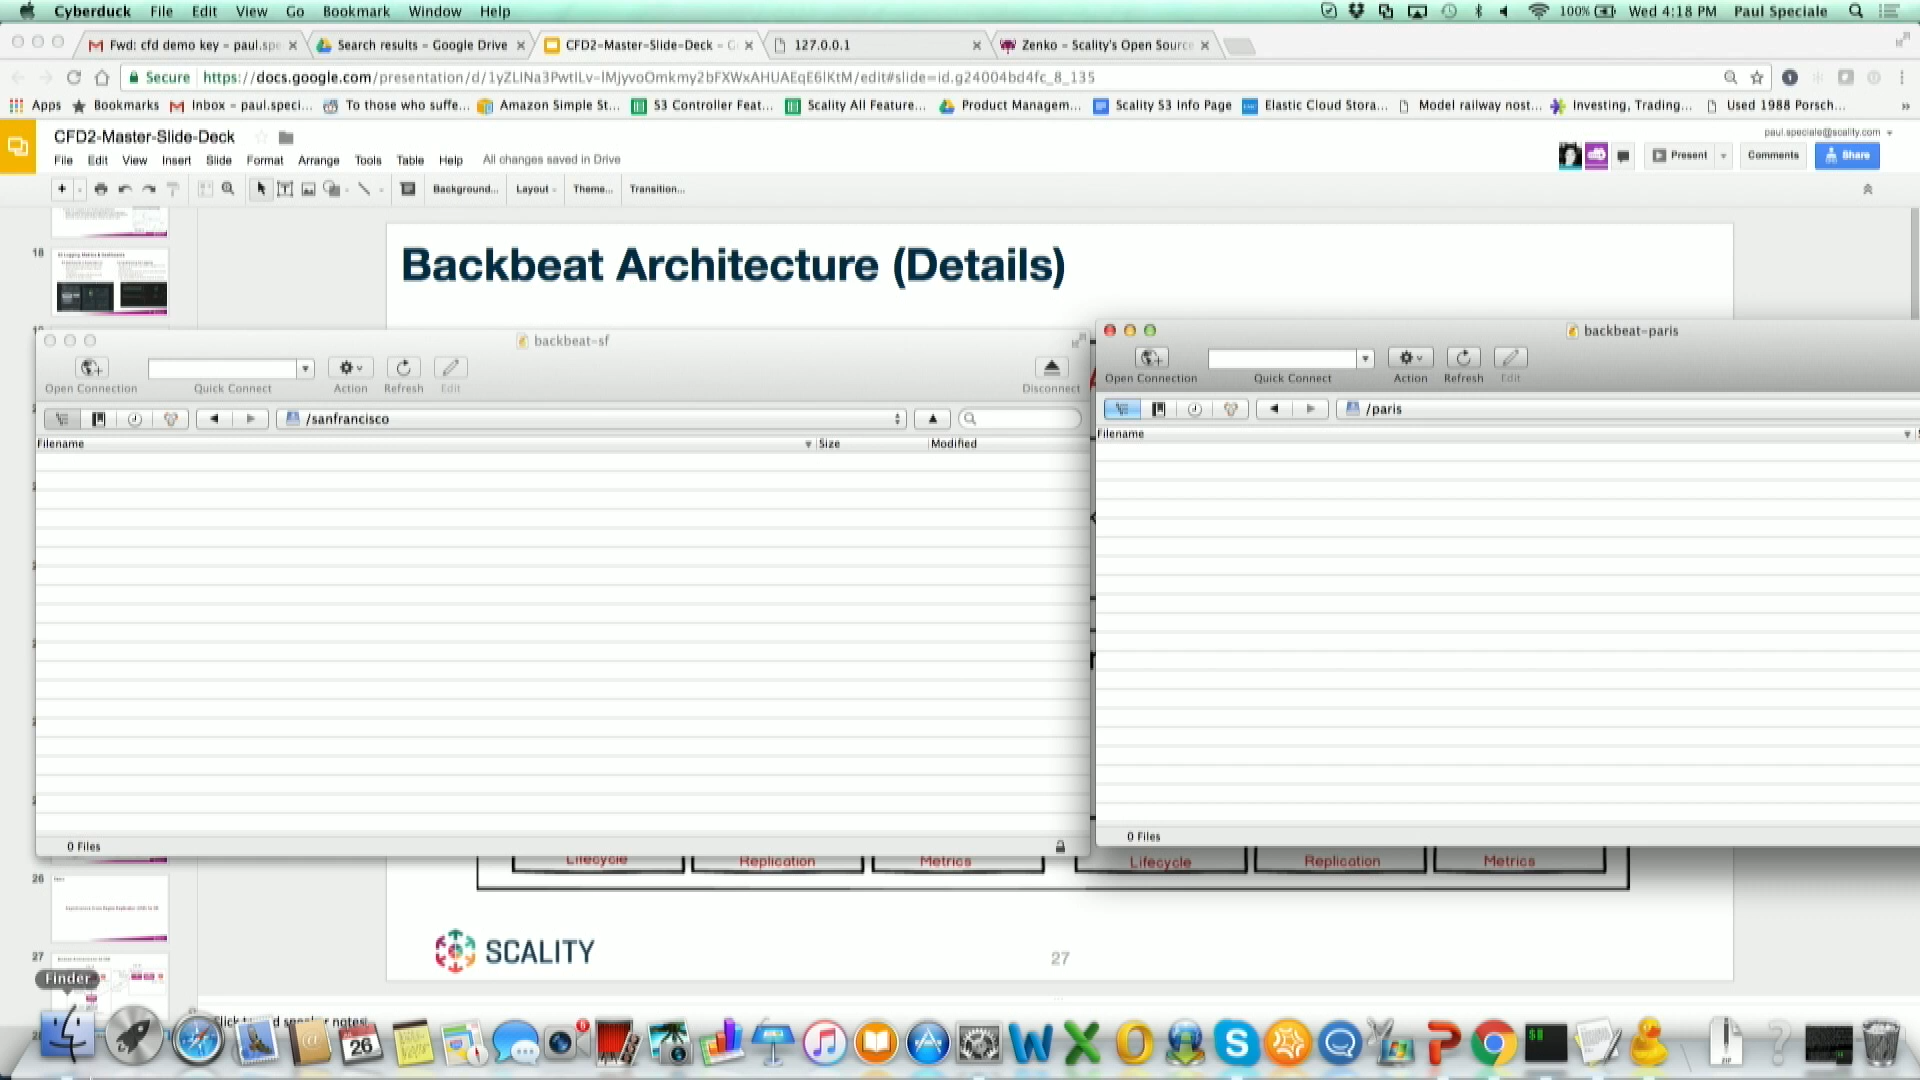 Cyberduck File Edit View Go Bookmark Window Help 100% Wed 4:18 PM Paul Speciale
Fwd: cfd demo key = paul.spe Search results = Google Drive CFD2=Master=Slide=Deck = G 127.0.0.1 Zenko = Scality's Open Source
Secure https://docs.google.com/presentation/d/1yZLlNa3PwtILv=lMjyvoOmkmy2bFXWxAHUAEqE6lKtM/edit#slide=id.g24004bd4fc_8_135
Apps Bookmarks Inbox = paul.speci... To those who suffe... Amazon Simple St... S3 Controller Feat... Scality All Feature... Product Managem... Scality S3 Info Page Elastic Cloud Stora... Model railway nost... Investing, Trading... Used 1988 Porsch... »
CFD2=Master=Slide=Deck
paul.speciale@scality.com
File Edit View Insert Slide Format Arrange Tools Table Help All changes saved in Drive
Present Comments Share
Background... Layout Theme... Transition...
18
Backbeat Architecture (Details)
backbeat=sf
backbeat=paris
Open Connection Quick Connect Action Refresh Edit Disconnect
Open Connection Quick Connect Action Refresh Edit
/sanfrancisco
/paris
Filename Size Modified
Filename
0 Files
0 Files
Lifecycle Replication Metrics Lifecycle Replication Metrics
26
27
SCALITY
27
Finder
26